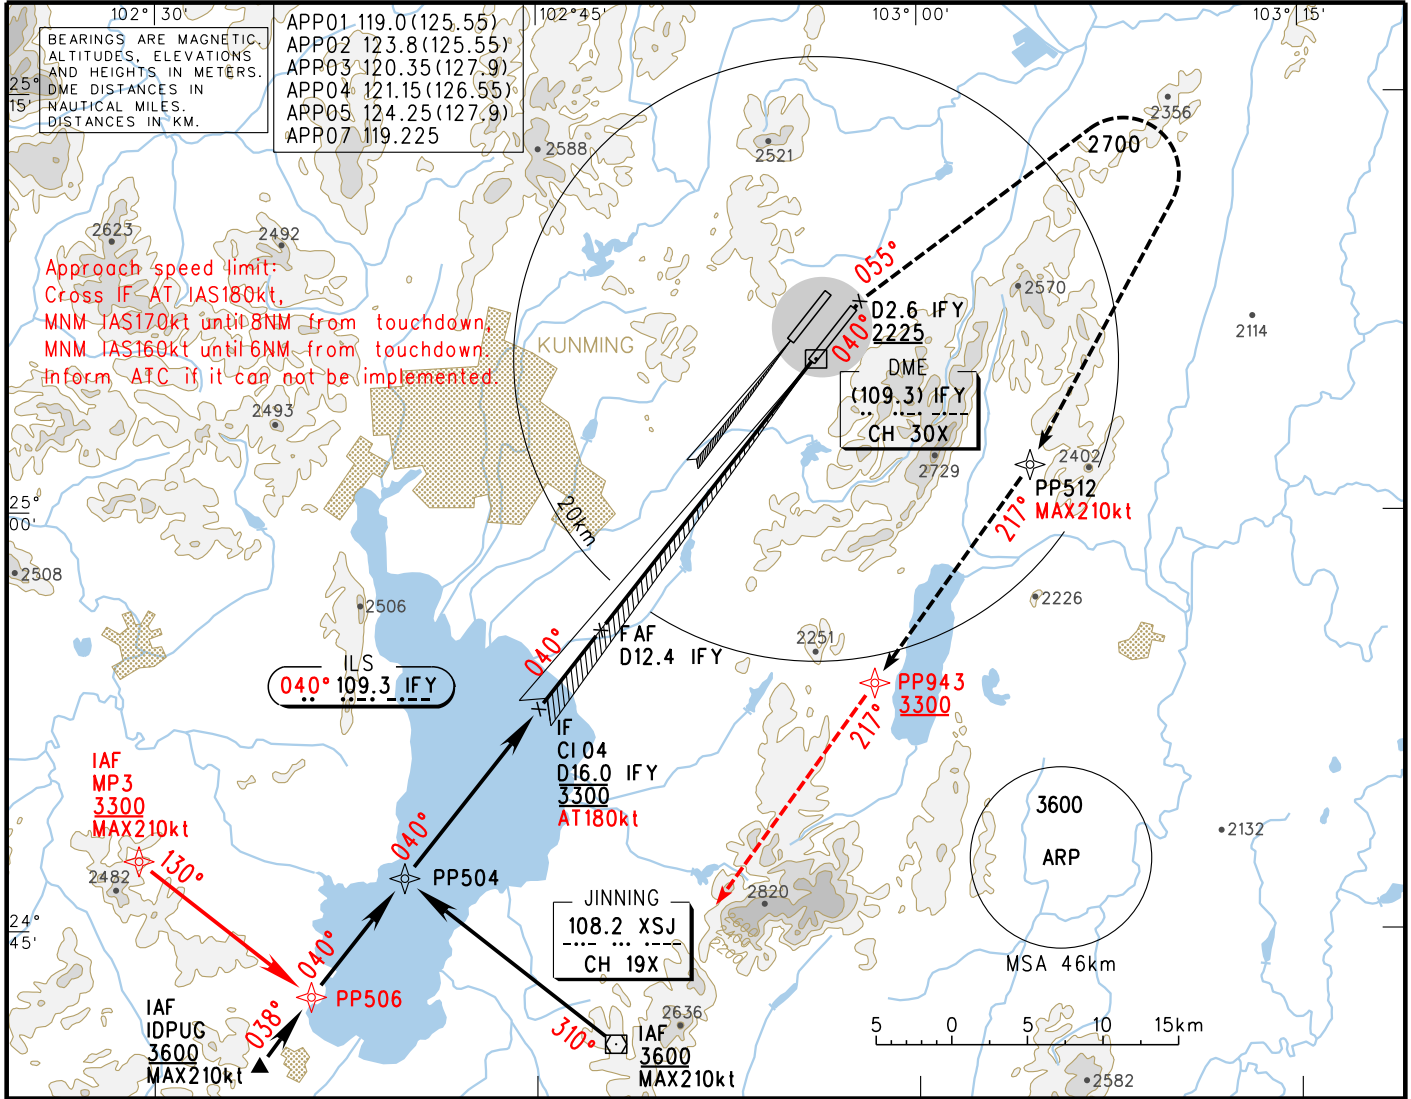 102° 30'
102° 45'
103° 00'
103° 15'
BEARINGS ARE MAGNETIC.
ALTITUDES, ELEVATIONS
AND HEIGHTS IN METERS.
DME DISTANCES IN
NAUTICAL MILES.
DISTANCES IN KM.
APP01 119.0(125.55)
APP02 123.8(125.55)
APP03 120.35(127.9)
APP04 121.15(126.55)
APP05 124.25(127.9)
APP07 119.225
25°
15'
2588
2521
2356
2700
2623
2492
Approach speed limit:
Cross IF AT IAS180kt,
MNM IAS170kt until 8NM from touchdown,
MNM IAS160kt until 6NM from touchdown.
Inform ATC if it can not be implemented.
KUNMING
055°
040°
D2.6 IFY
2225
2570
2114
DME
(109.3) IFY
CH 30X
2493
2729
2402
PP512
MAX210kt
217°
25°
00'
20km
2508
2506
2226
2251
FAF
D12.4 IFY
040°
ILS
040° 109.3 IFY
PP943
3300
217°
IF
CI04
D16.0 IFY
3300
AT180kt
IAF
MP3
3300
MAX210kt
130°
2482
040°
PP504
3600
ARP
MSA 46km
2132
2820
2600
2400
2200
JINNING
108.2 XSJ
CH 19X
24°
45'
040°
PP506
038°
IAF
IDPUG
3600
MAX210kt
310°
2636
IAF
3600
MAX210kt
5 0 5 10 15km
2582